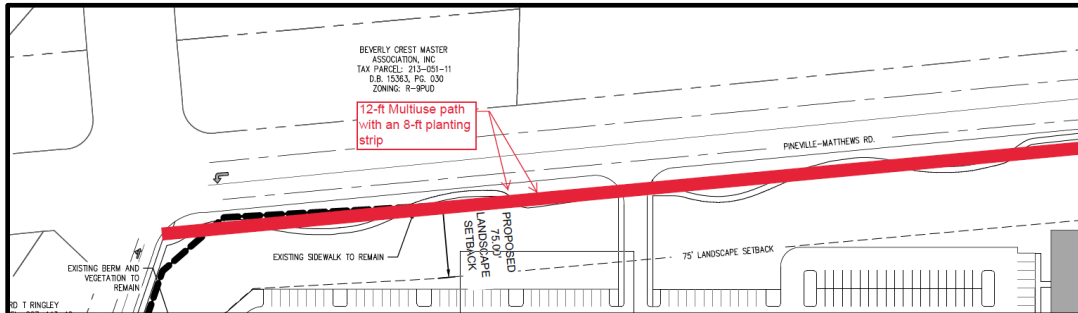 BEVERLY CREST MASTER
ASSOCIATION, INC
TAX PARCEL: 213-051-11
D.B. 15363, PG. 030
ZONING: R-9PUD
12-ft Multiuse path
with an 8-ft planting
strip
PINEVILLE-MATTHEWS RD.
PROPOSED
75.00'
LANDSCAPE
SETBACK
EXISTING SIDEWALK TO REMAIN
75' LANDSCAPE SETBACK
EXISTING BERM AND
VEGETATION TO
REMAIN
RD T RINGLEY